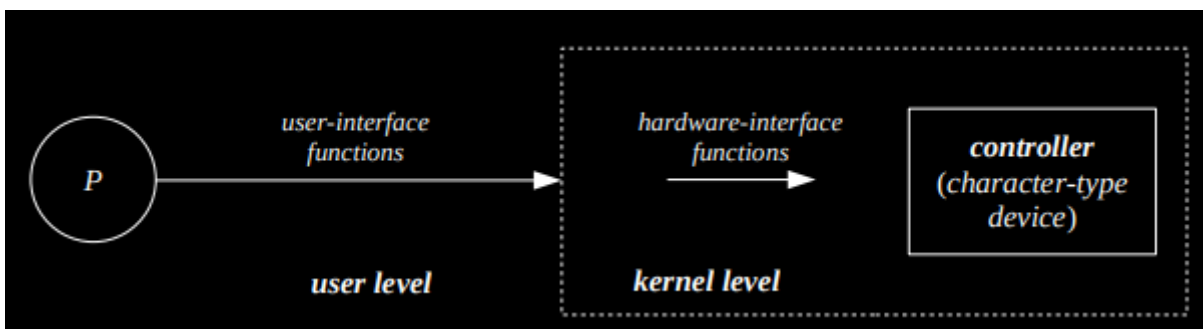 P
user-interface
functions
hardware-interface
functions
controller
(character-type
device)
user level
kernel level